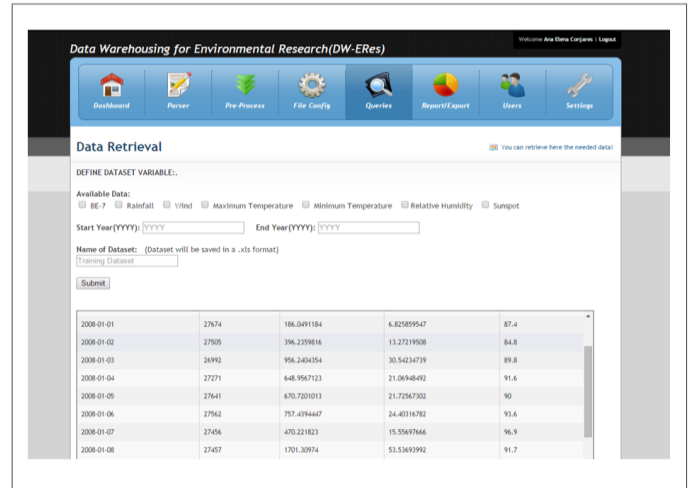 Welcome Ana Elena Conjares | Logout
Data Warehousing for Environmental Research(DW-ERes)
Dashboard Parser Pre-Process File Config Queries Report/Export Users Settings
Data Retrieval
You can retrieve here the needed data!
DEFINE DATASET VARIABLE:.
Available Data:
BE-7 Rainfall Wind Maximum Temperature Minimum Temperature Relative Humidity Sunspot
Start Year(YYYY): YYYY End Year(YYYY): YYYY
Name of Dataset: (Dataset will be saved in a .xls format)
Training Dataset
Submit
2008-01-01 27674 186.0491184 6.825859547 87.4
2008-01-02 27505 396.2359816 13.27219508 84.8
2008-01-03 26992 956.2404354 30.54234739 89.8
2008-01-04 27271 648.9567123 21.06948492 91.6
2008-01-05 27641 670.7201013 21.72567302 90
2008-01-06 27562 757.4394447 24.40316782 93.6
2008-01-07 27456 470.221823 15.55697666 96.9
2008-01-08 27457 1701.30974 53.53693992 91.7